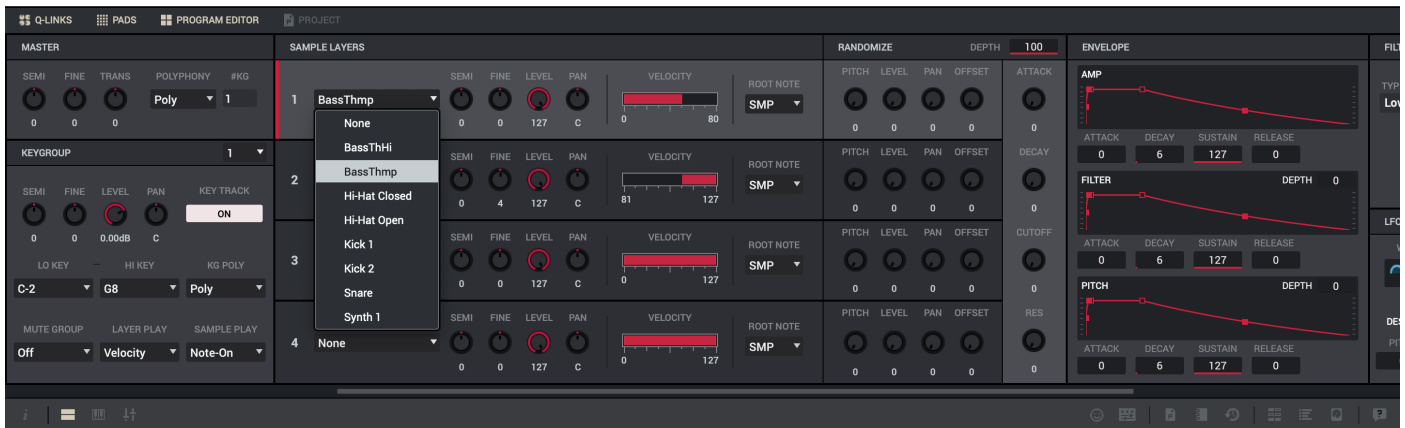 Q-LINKS PADS PROGRAM EDITOR PROJECT
MASTER SAMPLE LAYERS RANDOMIZE DEPTH 100 ENVELOPE
SEMI FINE TRANS POLYPHONY #KG
Poly 1
0 0 0
KEYGROUP 1
SEMI FINE LEVEL PAN KEY TRACK
ON
0 0 0.00dB C
LO KEY – HI KEY KG POLY
C-2 G8 Poly
MUTE GROUP LAYER PLAY SAMPLE PLAY
Off Velocity Note-On
SEMI FINE LEVEL PAN VELOCITY ROOT NOTE
1 BassThmp SMP
0 0 127 C 0 80
None
BassThHi
BassThmp
Hi-Hat Closed
Hi-Hat Open
Kick 1
Kick 2
Snare
Synth 1
SEMI FINE LEVEL PAN VELOCITY ROOT NOTE
2 SMP
0 4 127 C 81 127
SEMI FINE LEVEL PAN VELOCITY ROOT NOTE
3 SMP
0 0 127 C 0 127
SEMI FINE LEVEL PAN VELOCITY ROOT NOTE
4 None SMP
0 0 127 C 0 127
PITCH LEVEL PAN OFFSET ATTACK
0 0 0 0 0
PITCH LEVEL PAN OFFSET DECAY
0 0 0 0 0
PITCH LEVEL PAN OFFSET CUTOFF
0 0 0 0 0
PITCH LEVEL PAN OFFSET RES
0 0 0 0 0
AMP
ATTACK DECAY SUSTAIN RELEASE
0 6 127 0
FILTER DEPTH 0
ATTACK DECAY SUSTAIN RELEASE
0 6 127 0
PITCH DEPTH 0
ATTACK DECAY SUSTAIN RELEASE
0 6 127 0
LFO